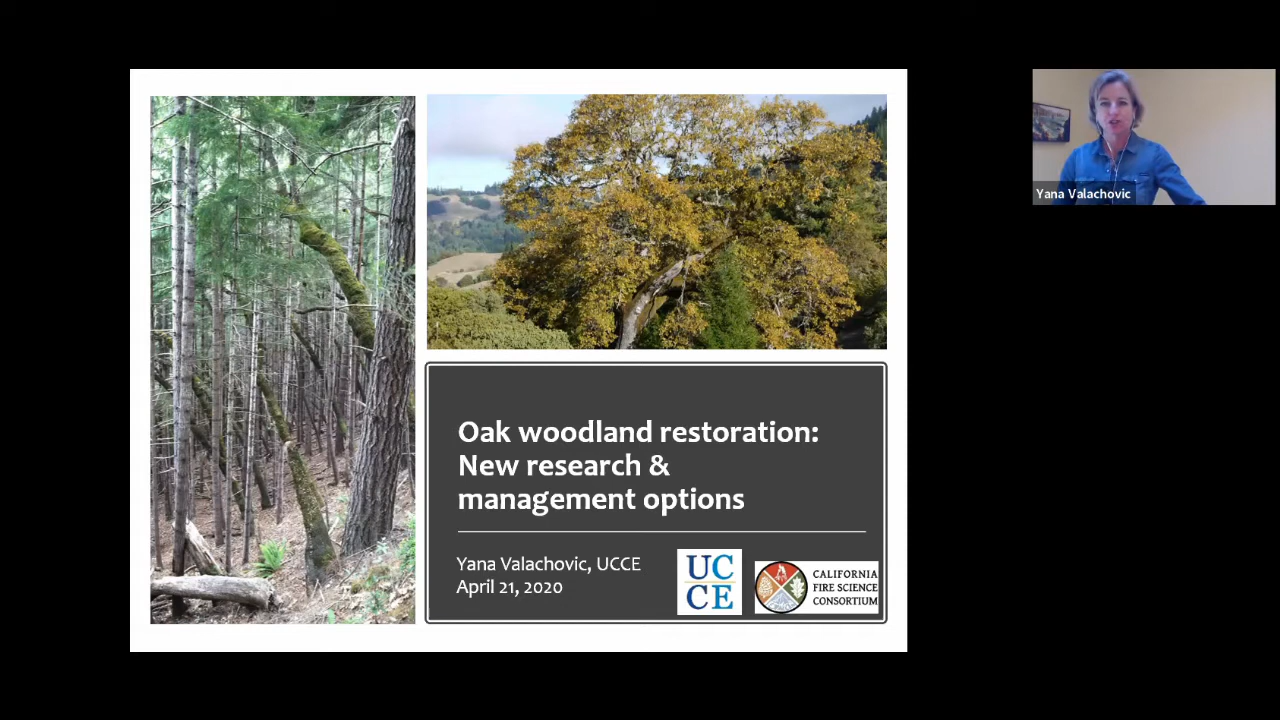 Yana Valachovic
Oak woodland restoration:
New research &
management options
Yana Valachovic, UCCE
April 21, 2020
UC
CE
CALIFORNIA
FIRE SCIENCE
CONSORTIUM